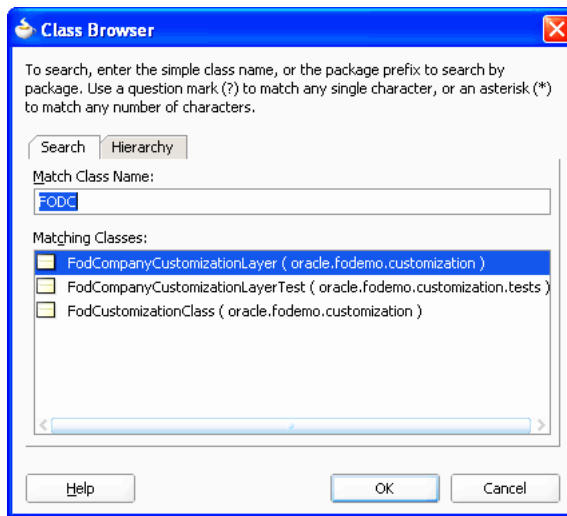 Class Browser
To search, enter the simple class name, or the package prefix to search by
package. Use a question mark (?) to match any single character, or an asterisk (*)
to match any number of characters.
Search Hierarchy
Match Class Name:
FODC
Matching Classes:
FodCompanyCustomizationLayer ( oracle.fodemo.customization )
FodCompanyCustomizationLayerTest ( oracle.fodemo.customization.tests )
FodCustomizationClass ( oracle.fodemo.customization )
Help OK Cancel